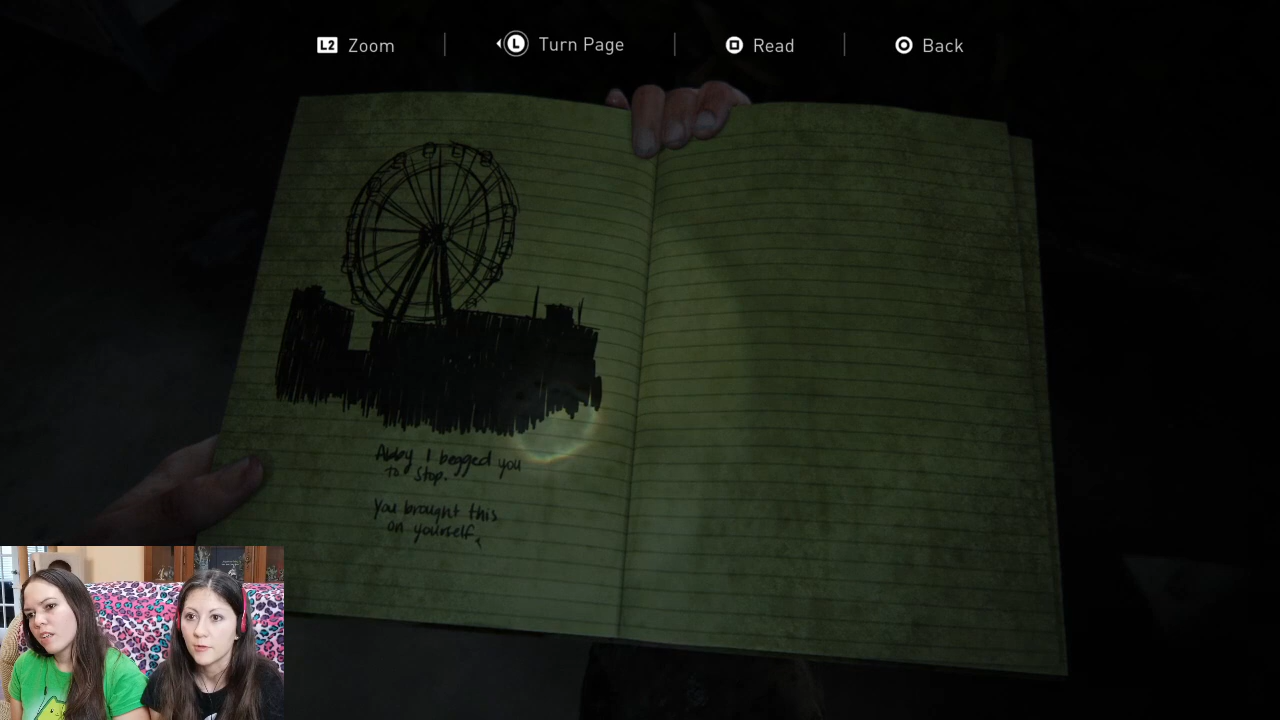 L2 Zoom
L Turn Page
Read
Back
Abby I begged you
to stop.
You brought this
on yourself.